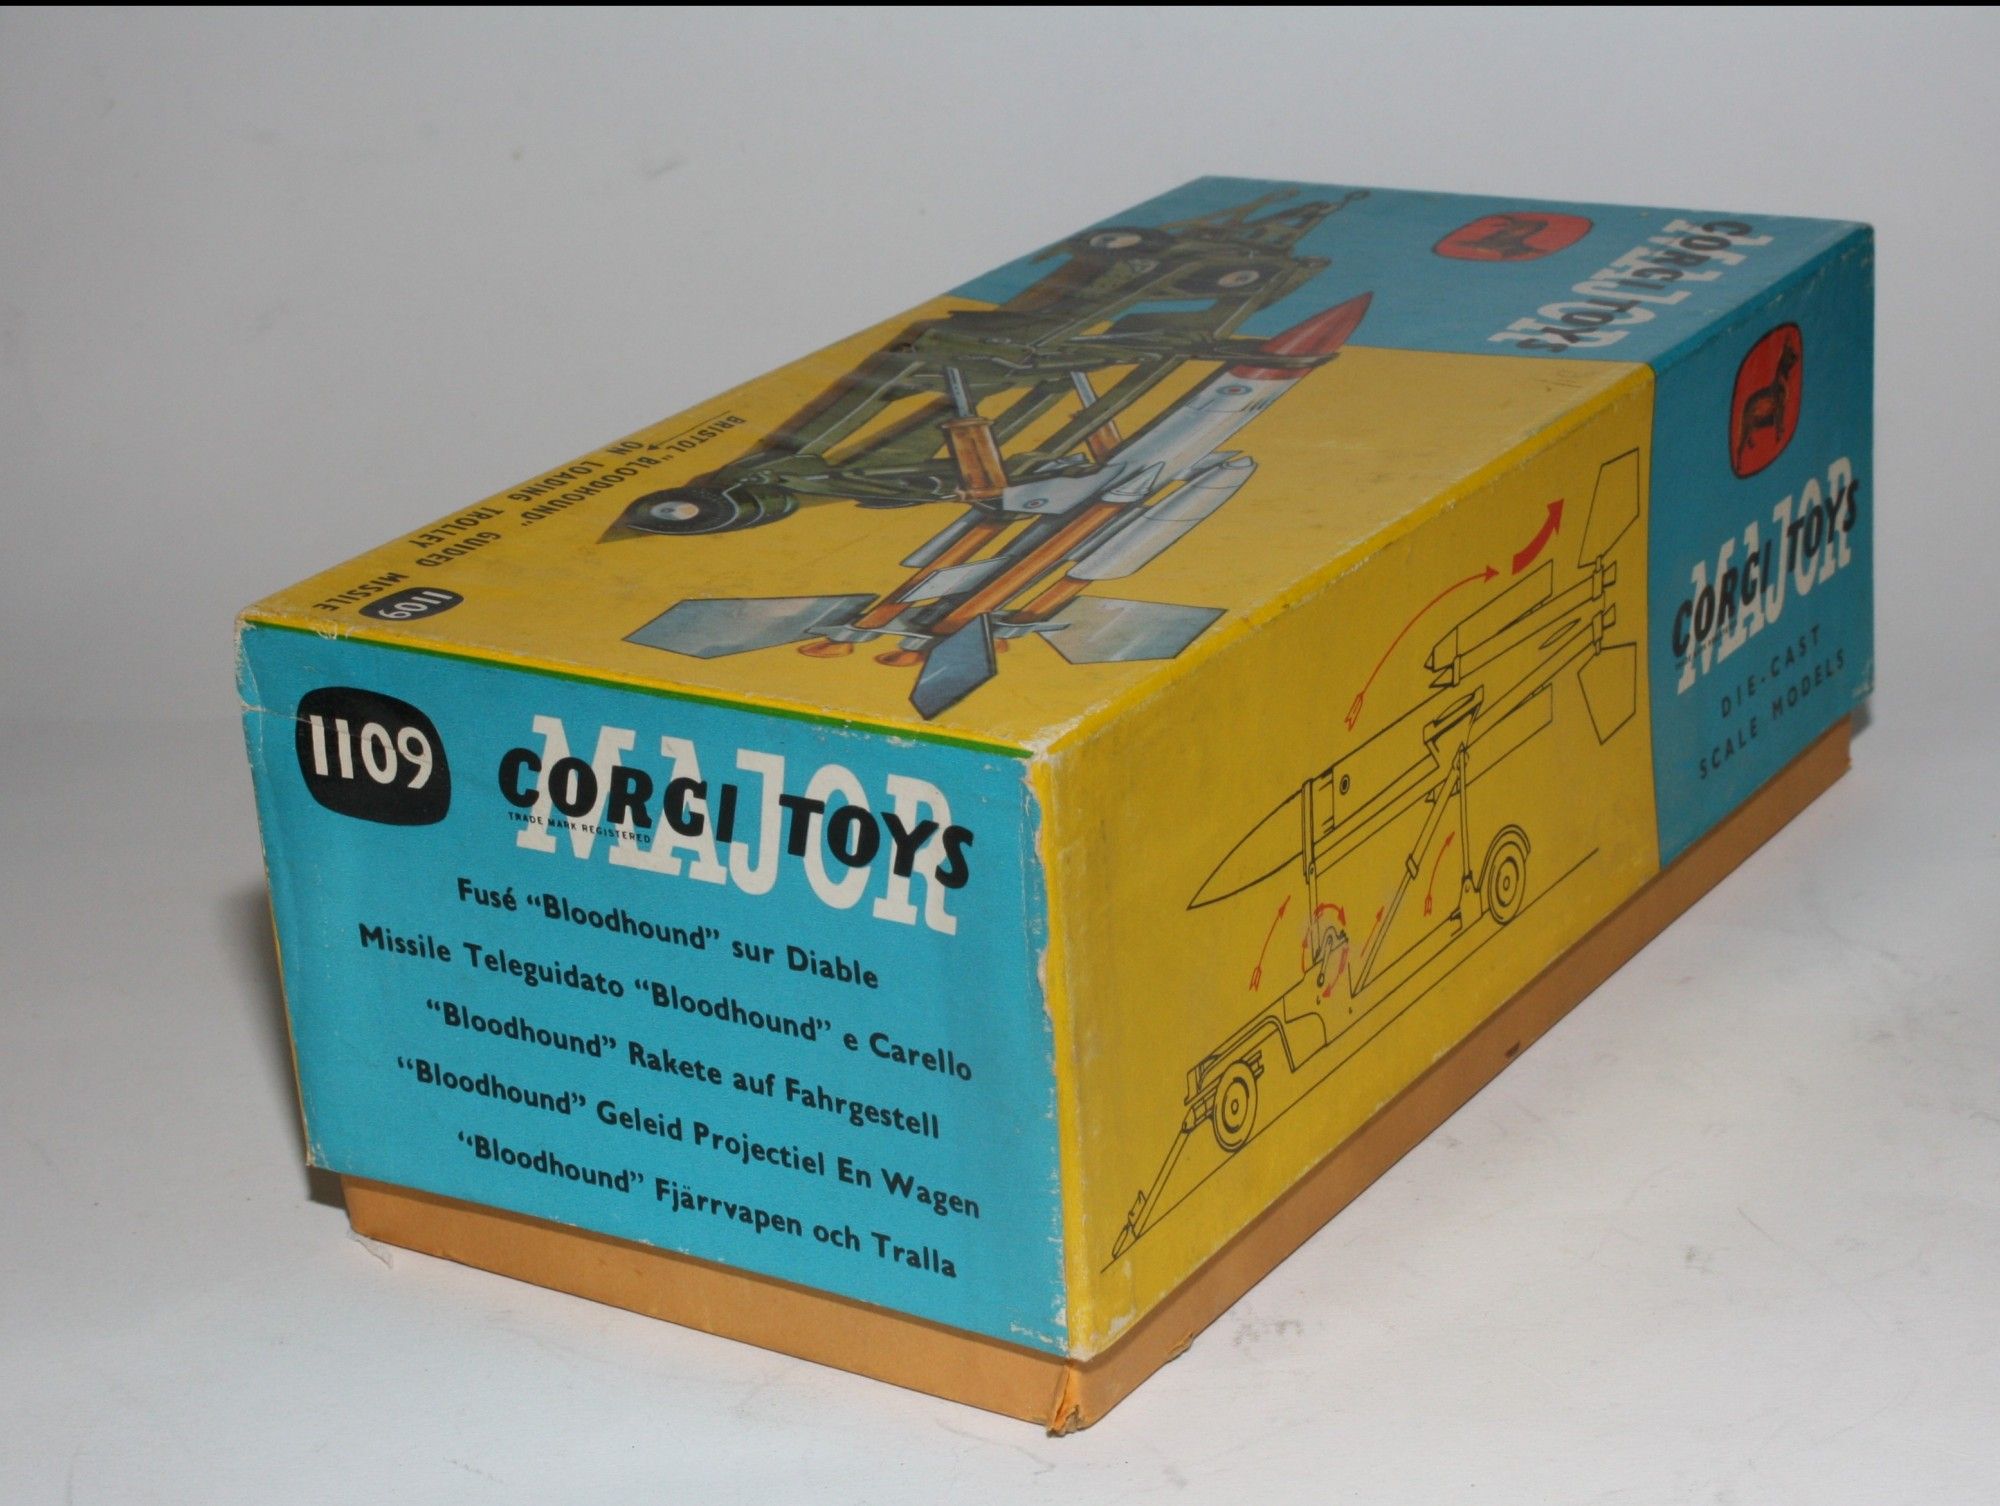 1109
MAJOR
CORGI TOYS
TRADE MARK REGISTERED
Fusé “Bloodhound” sur Diable
Missile Teleguidato “Bloodhound” e Carello
“Bloodhound” Rakete auf Fahrgestell
“Bloodhound” Geleid Projectiel En Wagen
“Bloodhound” Fjärrvapen och Tralla
BRISTOL “BLOODHOUND” GUIDED MISSILE
ON LOADING TROLLEY
1109
MAJOR
CORGI TOYS
MAJOR
CORGI TOYS
DIE-CAST
SCALE MODELS